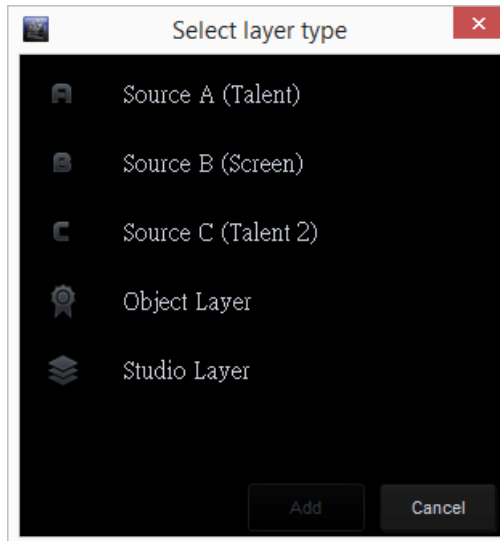 Select layer type
A Source A (Talent)
B Source B (Screen)
C Source C (Talent 2)
Object Layer
Studio Layer
Add Cancel